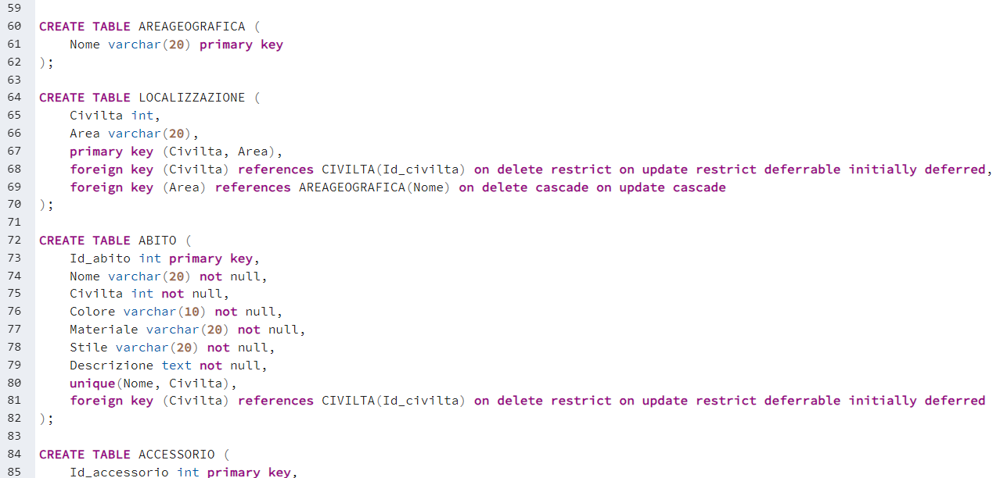 59
60 CREATE TABLE AREAGEOGRAFICA (
61     Nome varchar(20) primary key
62 );
63
64 CREATE TABLE LOCALIZZAZIONE (
65     Civilta int,
66     Area varchar(20),
67     primary key (Civilta, Area),
68     foreign key (Civilta) references CIVILTA(Id_civilta) on delete restrict on update restrict deferrable initially deferred,
69     foreign key (Area) references AREAGEOGRAFICA(Nome) on delete cascade on update cascade
70 );
71
72 CREATE TABLE ABITO (
73     Id_abito int primary key,
74     Nome varchar(20) not null,
75     Civilta int not null,
76     Colore varchar(10) not null,
77     Materiale varchar(20) not null,
78     Stile varchar(20) not null,
79     Descrizione text not null,
80     unique(Nome, Civilta),
81     foreign key (Civilta) references CIVILTA(Id_civilta) on delete restrict on update restrict deferrable initially deferred
82 );
83
84 CREATE TABLE ACCESSORIO (
85     Id_accessorio int primary key,